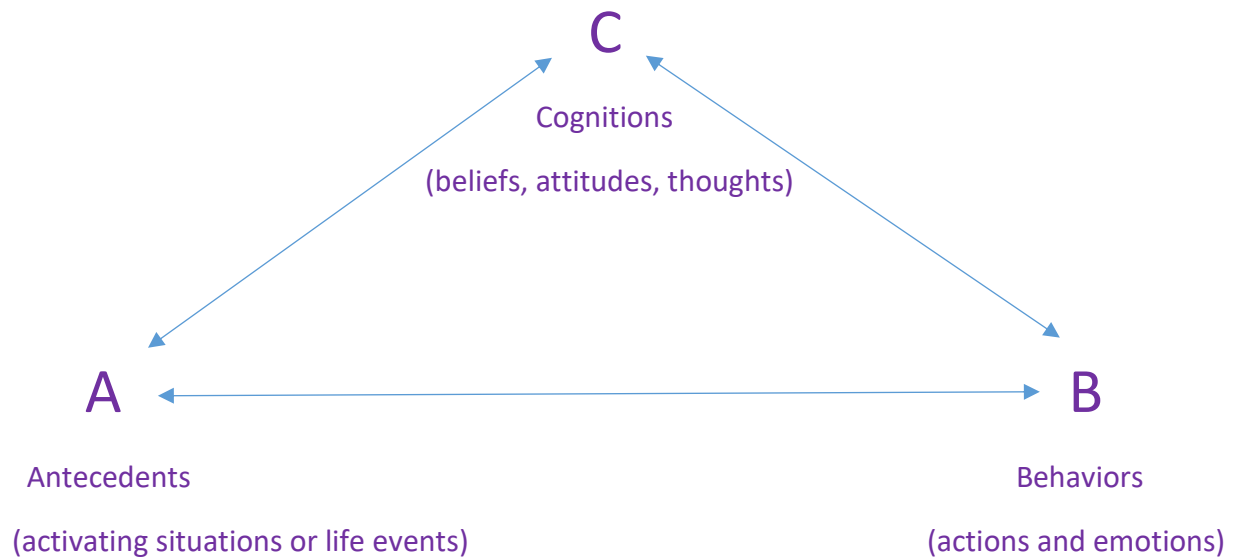 C
Cognitions
(beliefs, attitudes, thoughts)
A
B
Antecedents
Behaviors
(activating situations or life events)
(actions and emotions)